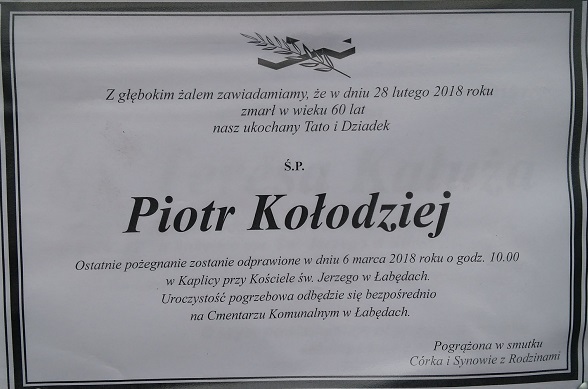 Z głębokim żalem zawiadamiamy, że w dniu 28 lutego 2018 roku
zmarł w wieku 60 lat
nasz ukochany Tato i Dziadek
Ś.P.
Piotr Kołodziej
Ostatnie pożegnanie zostanie odprawione w dniu 6 marca 2018 roku o godz. 10.00
w Kaplicy przy Kościele św. Jerzego w Łabędach.
Uroczystość pogrzebowa odbędzie się bezpośrednio
na Cmentarzu Komunalnym w Łabędach.
Pogrążona w smutku
Córka i Synowie z Rodzinami